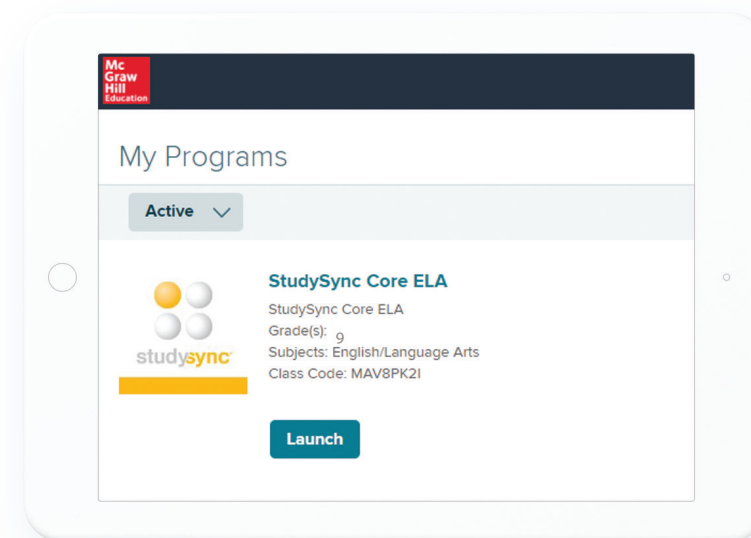 Mc
Graw
Hill
Education
My Programs
Active
studysync
StudySync Core ELA
StudySync Core ELA
Grade(s): 9
Subjects: English/Language Arts
Class Code: MAV8PK2I
Launch